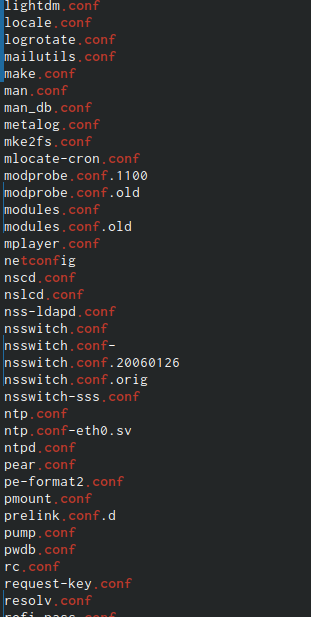 lightdm.conf
locale.conf
logrotate.conf
mailutils.conf
make.conf
man.conf
man_db.conf
metalog.conf
mke2fs.conf
mlocate-cron.conf
modprobe.conf.1100
modprobe.conf.old
modules.conf
modules.conf.old
mplayer.conf
netconfig
nscd.conf
nslcd.conf
nss-ldapd.conf
nsswitch.conf
nsswitch.conf-
nsswitch.conf.20060126
nsswitch.conf.orig
nsswitch-sss.conf
ntp.conf
ntp.conf-eth0.sv
ntpd.conf
pear.conf
pe-format2.conf
pmount.conf
prelink.conf.d
pump.conf
pwdb.conf
rc.conf
request-key.conf
resolv.conf